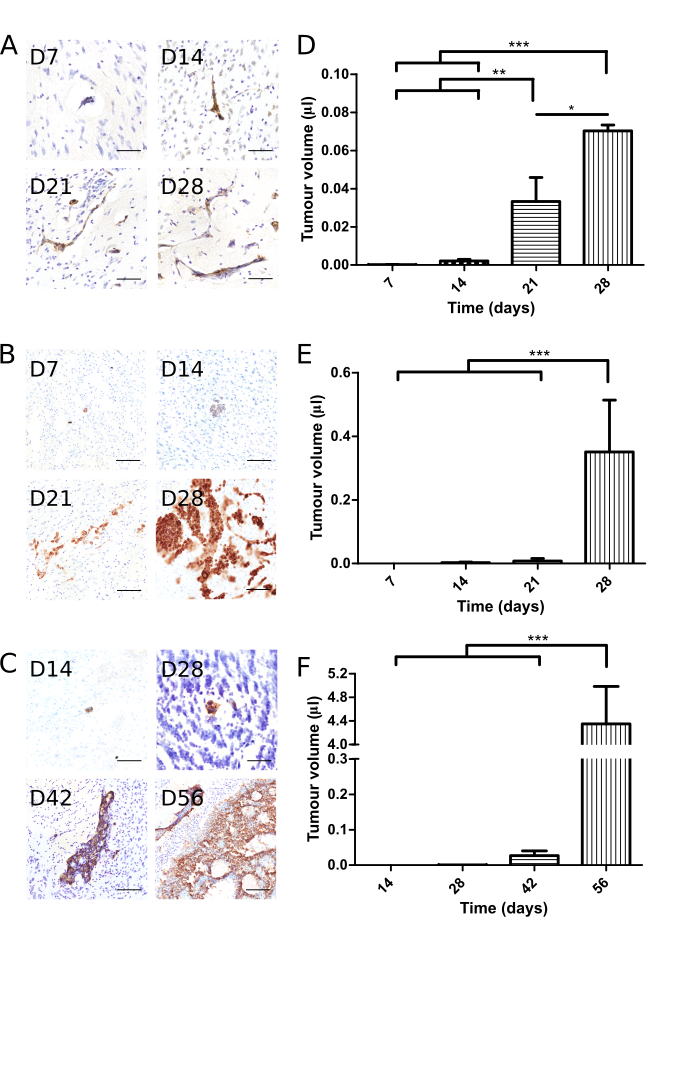 A
D7
D14
D21
D28
D
***
**
*
0.10
0.08
0.06
0.04
0.02
0.00
Tumour volume (µl)
7
14
21
28
Time (days)
B
D7
D14
D21
D28
E
***
0.6
0.4
0.2
0.0
Tumour volume (µl)
7
14
21
28
Time (days)
C
D14
D28
D42
D56
F
***
5.2
4.8
4.4
4.0
0.3
0.2
0.1
0.0
Tumour volume (µl)
14
28
42
56
Time (days)